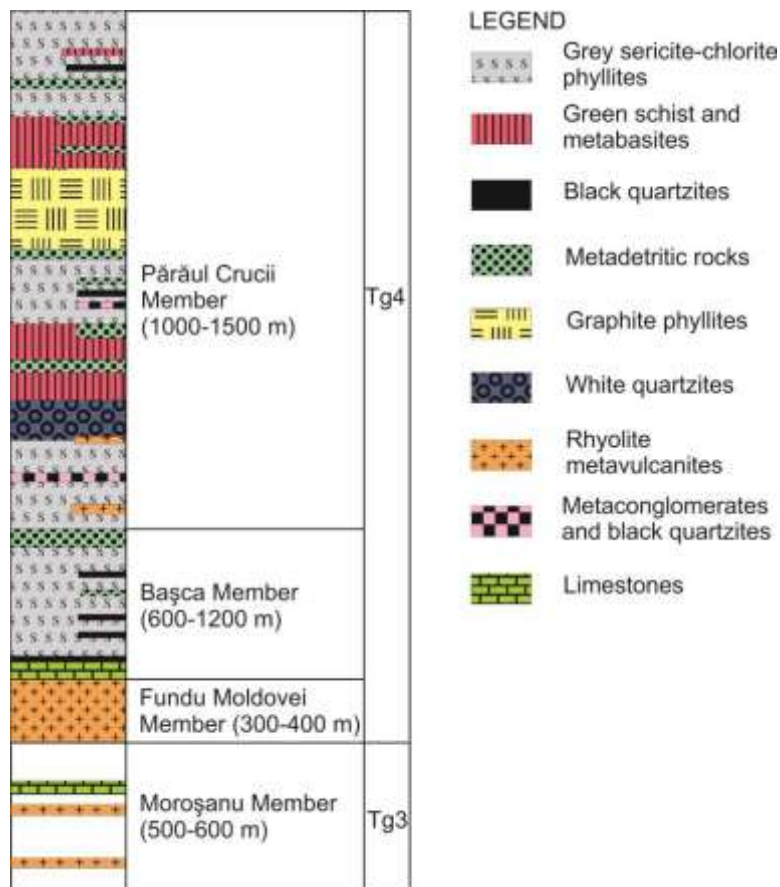 Părăul Crucii
Member
(1000-1500 m)
Tg4
Başca Member
(600-1200 m)
Fundu Moldovei
Member (300-400 m)
Moroşanu Member
(500-600 m)
Tg3
LEGEND
Grey sericite-chlorite
phyllites
Green schist and
metabasites
Black quartzites
Metadetritic rocks
Graphite phyllites
White quartzites
Rhyolite
metavulcanites
Metaconglomerates
and black quartzites
Limestones